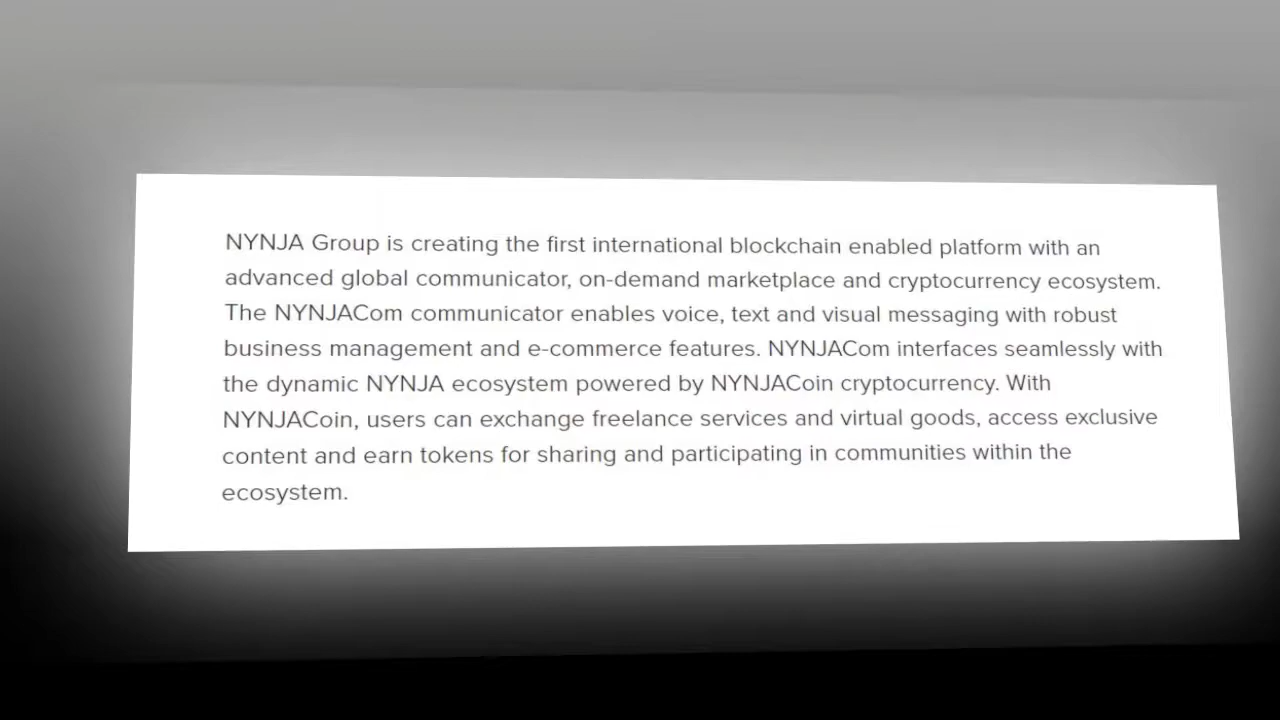 NYNJA Group is creating the first international blockchain enabled platform with an
advanced global communicator, on-demand marketplace and cryptocurrency ecosystem.
The NYNJACom communicator enables voice, text and visual messaging with robust
business management and e-commerce features. NYNJACom interfaces seamlessly with
the dynamic NYNJA ecosystem powered by NYNJACoin cryptocurrency. With
NYNJACoin, users can exchange freelance services and virtual goods, access exclusive
content and earn tokens for sharing and participating in communities within the
ecosystem.